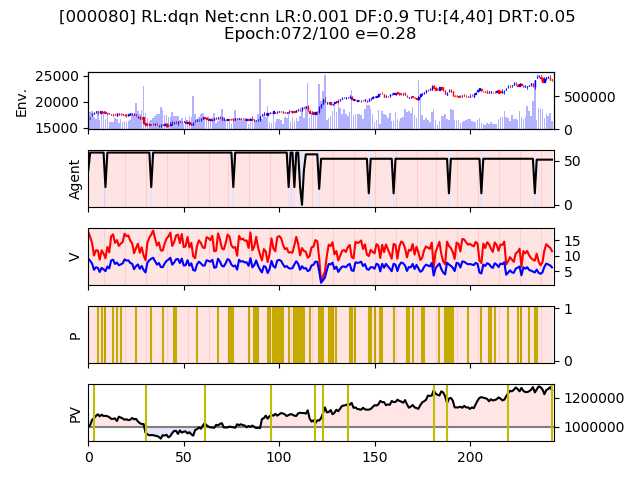 [000080] RL:dqn Net:cnn LR:0.001 DF:0.9 TU:[4,40] DRT:0.05
Epoch:072/100 e=0.28
Env.
25000
20000
15000
500000
0
Agent
50
0
V
15
10
5
P
1
0
PV
1200000
1000000
0 50 100 150 200